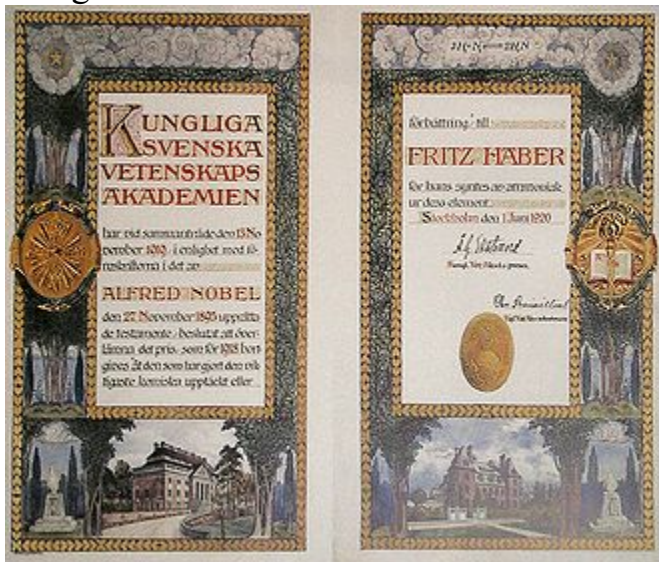 KUNGLIGA
SVENSKA
VETENSKAPS
AKADEMIEN
har vid sammanträde den 13 No
vember 1919 i enlighet med fö-
reskrifterna i det av
ALFRED NOBEL
den 27. November 1895 upprätta
de testamente beslutat att över-
lämna det pris som för 1918 bort-
gives åt den som har gjort den vik
tigaste kemiska upptäckt eller
förbättring till
FRITZ HABER
för hans syntes av ammoniak
ur dess element
Stockholm den 1 Juni 1920